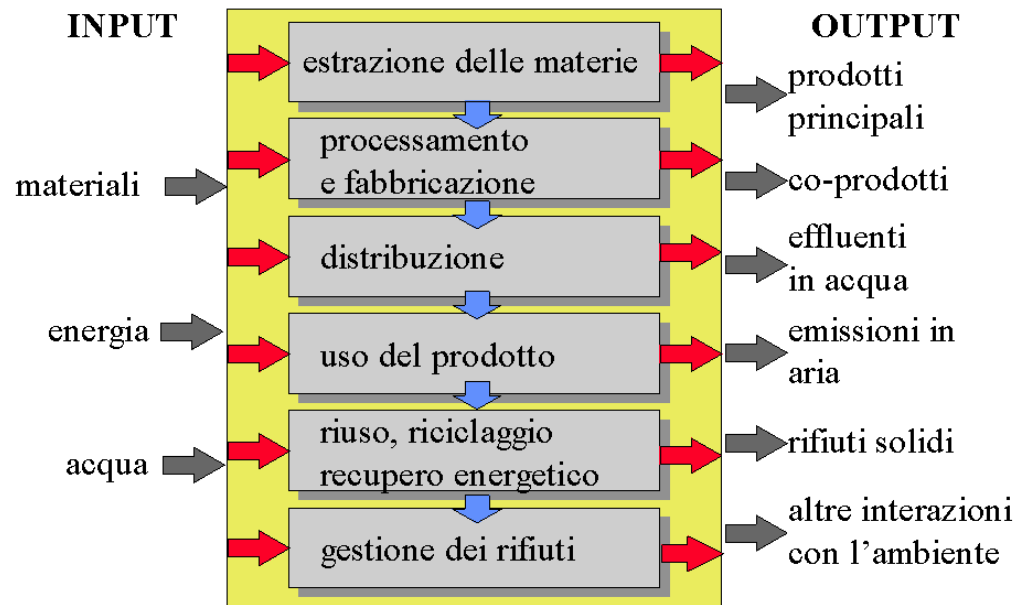 INPUT
OUTPUT
estrazione delle materie
prodotti
principali
processamento
e fabbricazione
materiali
co-prodotti
distribuzione
effluenti
in acqua
energia
uso del prodotto
emissioni in
aria
riuso, riciclaggio
recupero energetico
acqua
rifiuti solidi
gestione dei rifiuti
altre interazioni
con l’ambiente